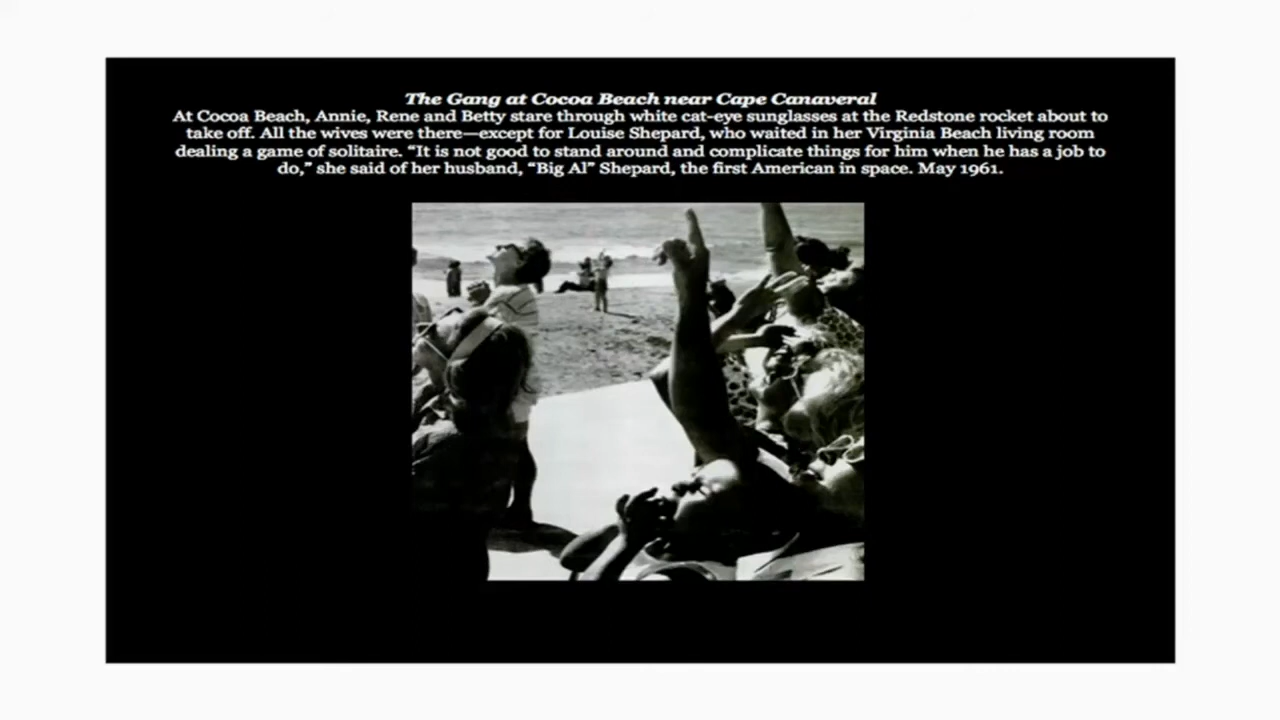 The Gang at Cocoa Beach near Cape Canaveral
At Cocoa Beach, Annie, Rene and Betty stare through white cat-eye sunglasses at the Redstone rocket about to
take off. All the wives were there—except for Louise Shepard, who waited in her Virginia Beach living room
dealing a game of solitaire. “It is not good to stand around and complicate things for him when he has a job to
do,” she said of her husband, “Big Al” Shepard, the first American in space. May 1961.